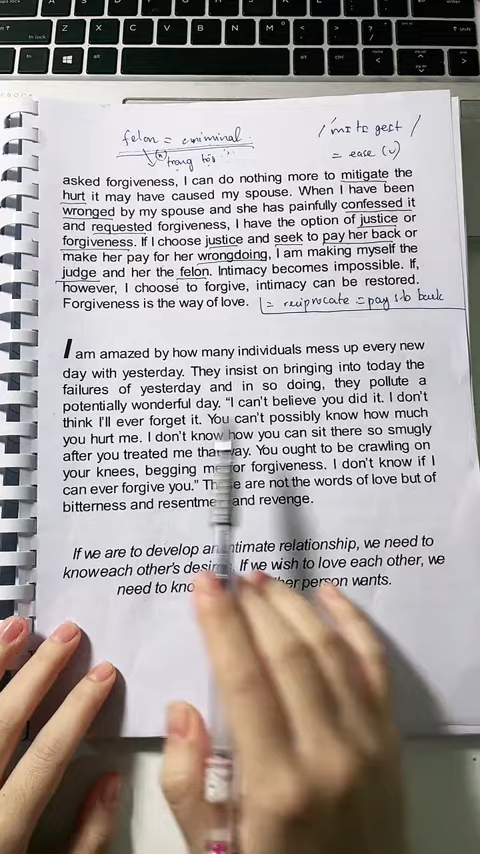 felon = criminal
(n) trong tội
/ˈmɪtɪgeɪt/
= ease (v)
asked forgiveness, I can do nothing more to mitigate the
hurt it may have caused my spouse. When I have been
wronged by my spouse and she has painfully confessed it
and requested forgiveness, I have the option of justice or
forgiveness. If I choose justice and seek to pay her back or
make her pay for her wrongdoing, I am making myself the
judge and her the felon. Intimacy becomes impossible. If,
however, I choose to forgive, intimacy can be restored.
Forgiveness is the way of love.
= reciprocate = pay s.b back
I am amazed by how many individuals mess up every new
day with yesterday. They insist on bringing into today the
failures of yesterday and in so doing, they pollute a
potentially wonderful day. “I can't believe you did it. I don't
think I'll ever forget it. You can't possibly know how much
you hurt me. I don't know how you can sit there so smugly
after you treated me that way. You ought to be crawling on
your knees, begging me for forgiveness. I don't know if I
can ever forgive you.” These are not the words of love but of
bitterness and resentment and revenge.
If we are to develop an intimate relationship, we need to
knoweach other's desires. If we wish to love each other, we
need to know other person wants.